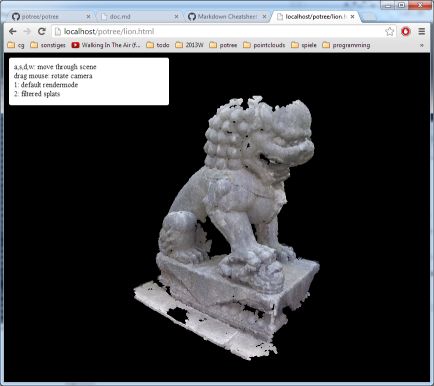 potree/potree
doc.md
Markdown Cheatsheet
localhost/potree/lion.htm
localhost/potree/lion.html
cg
sonstiges
Walking In The Air (f...
todo
2013W
potree
pointclouds
spiele
programming
a,s,d,w: move through scene
drag mouse: rotate camera
1: default rendermode
2: filtered splats